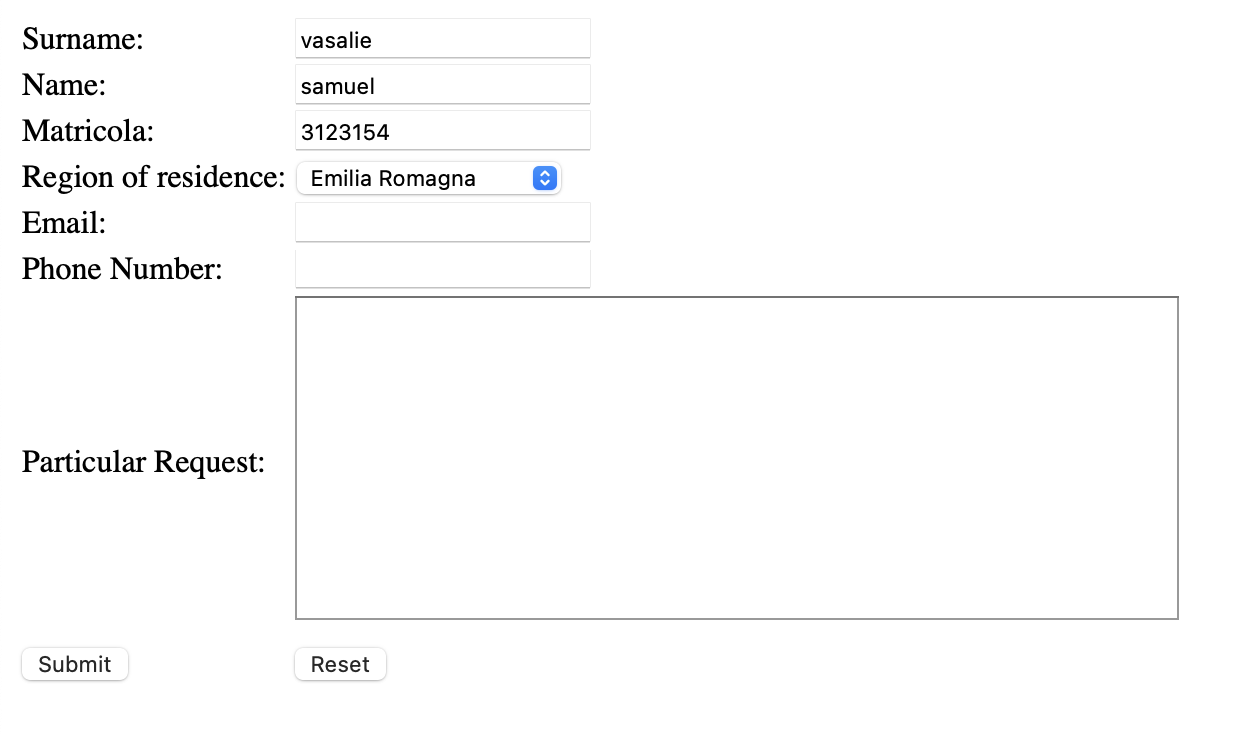 Surname: vasalie
Name: samuel
Matricola: 3123154
Region of residence: Emilia Romagna
Email:
Phone Number:
Particular Request:
Submit Reset